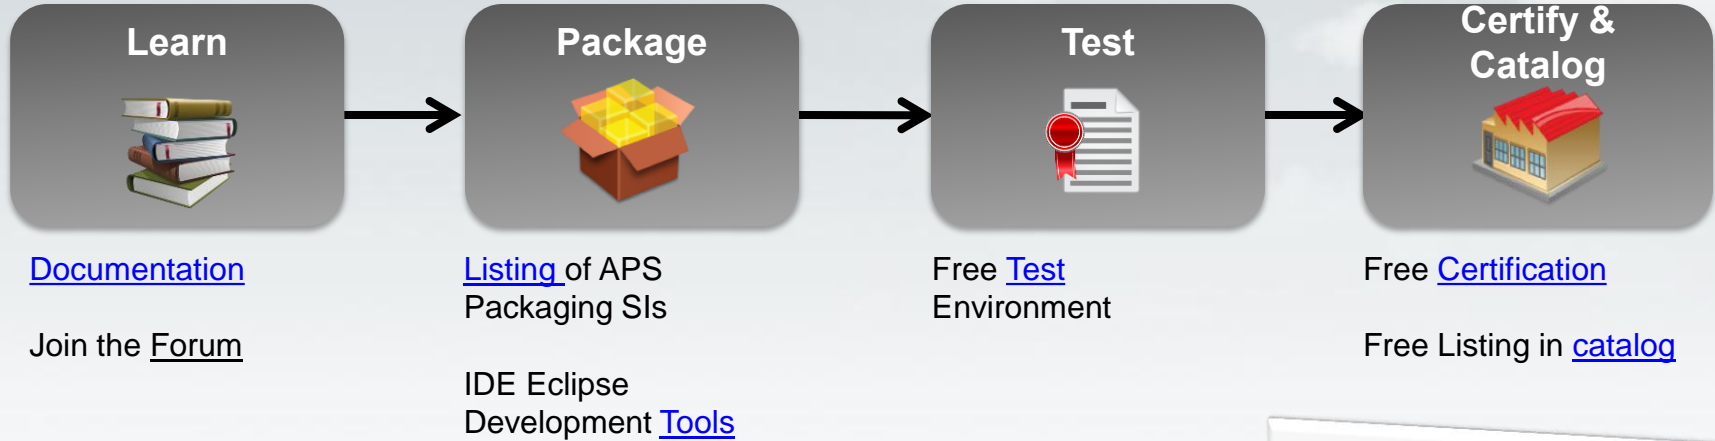 Learn
Documentation
Join the Forum
Package
Listing of APS
Packaging SIs
IDE Eclipse
Development Tools
Test
Free Test
Environment
Certify &
Catalog
Free Certification
Free Listing in catalog